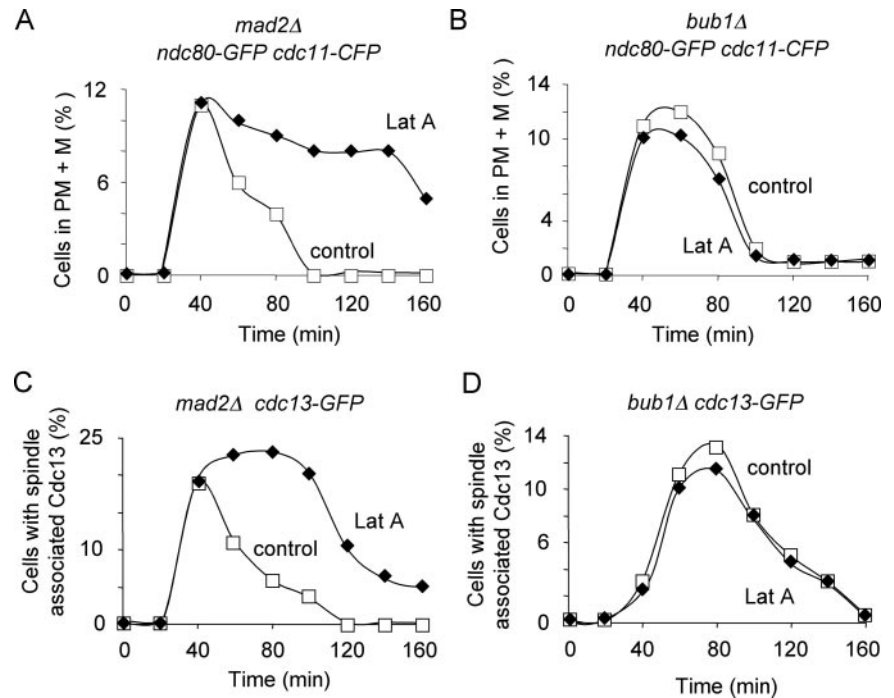 A
mad2Δ
ndc80-GFP cdc11-CFP
Cells in PM + M (%)
12
6
0
Lat A
control
0 40 80 120 160
Time (min)
B
bub1Δ
ndc80-GFP cdc11-CFP
Cells in PM + M (%)
14
10
4
0
control
Lat A
0 40 80 120 160
Time (min)
C
mad2Δ cdc13-GFP
Cells with spindle
associated Cdc13 (%)
25
10
0
Lat A
control
0 40 80 120 160
Time (min)
D
bub1Δ cdc13-GFP
Cells with spindle
associated Cdc13 (%)
14
10
6
0
control
Lat A
0 40 80 120 160
Time (min)